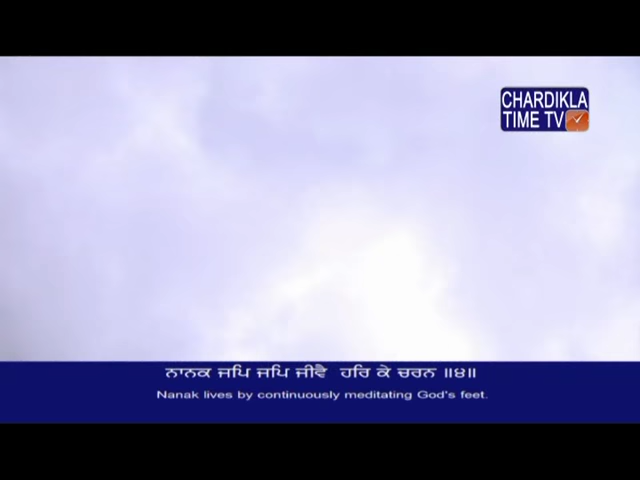 CHARDIKLA
TIME TV
ਨਾਨਕ ਜਪਿ ਜਪਿ ਜੀਵੈ ਹਰਿ ਕੇ ਚਰਨ ॥੪॥
Nanak lives by continuously meditating God's feet.